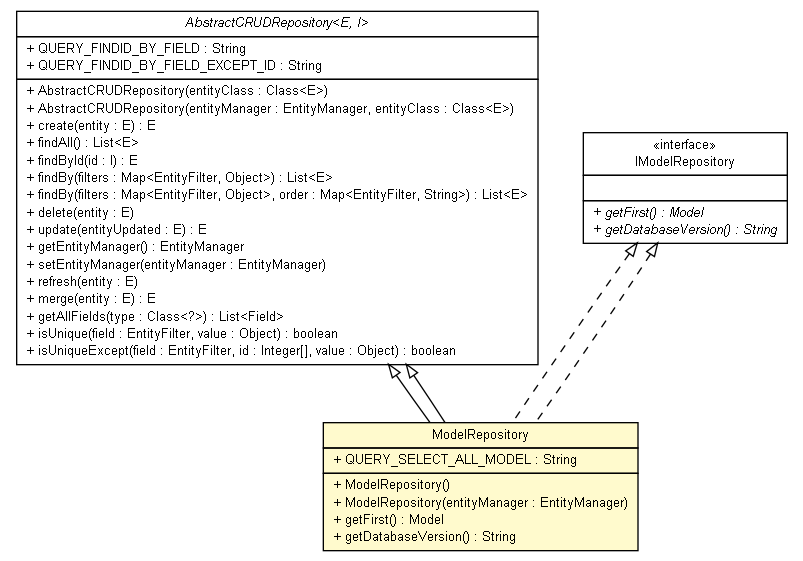 AbstractCRUDRepository<E, I>
+ QUERY_FINDID_BY_FIELD : String
+ QUERY_FINDID_BY_FIELD_EXCEPT_ID : String
+ AbstractCRUDRepository(entityClass : Class<E>)
+ AbstractCRUDRepository(entityManager : EntityManager, entityClass : Class<E>)
+ create(entity : E) : E
+ findAll() : List<E>
+ findById(id : I) : E
+ findBy(filters : Map<EntityFilter, Object>) : List<E>
+ findBy(filters : Map<EntityFilter, Object>, order : Map<EntityFilter, String>) : List<E>
+ delete(entity : E)
+ update(entityUpdated : E) : E
+ getEntityManager() : EntityManager
+ setEntityManager(entityManager : EntityManager)
+ refresh(entity : E)
+ merge(entity : E) : E
+ getAllFields(type : Class<?>) : List<Field>
+ isUnique(field : EntityFilter, value : Object) : boolean
+ isUniqueExcept(field : EntityFilter, id : Integer[], value : Object) : boolean
«interface»
IModelRepository
+ getFirst() : Model
+ getDatabaseVersion() : String
ModelRepository
+ QUERY_SELECT_ALL_MODEL : String
+ ModelRepository()
+ ModelRepository(entityManager : EntityManager)
+ getFirst() : Model
+ getDatabaseVersion() : String